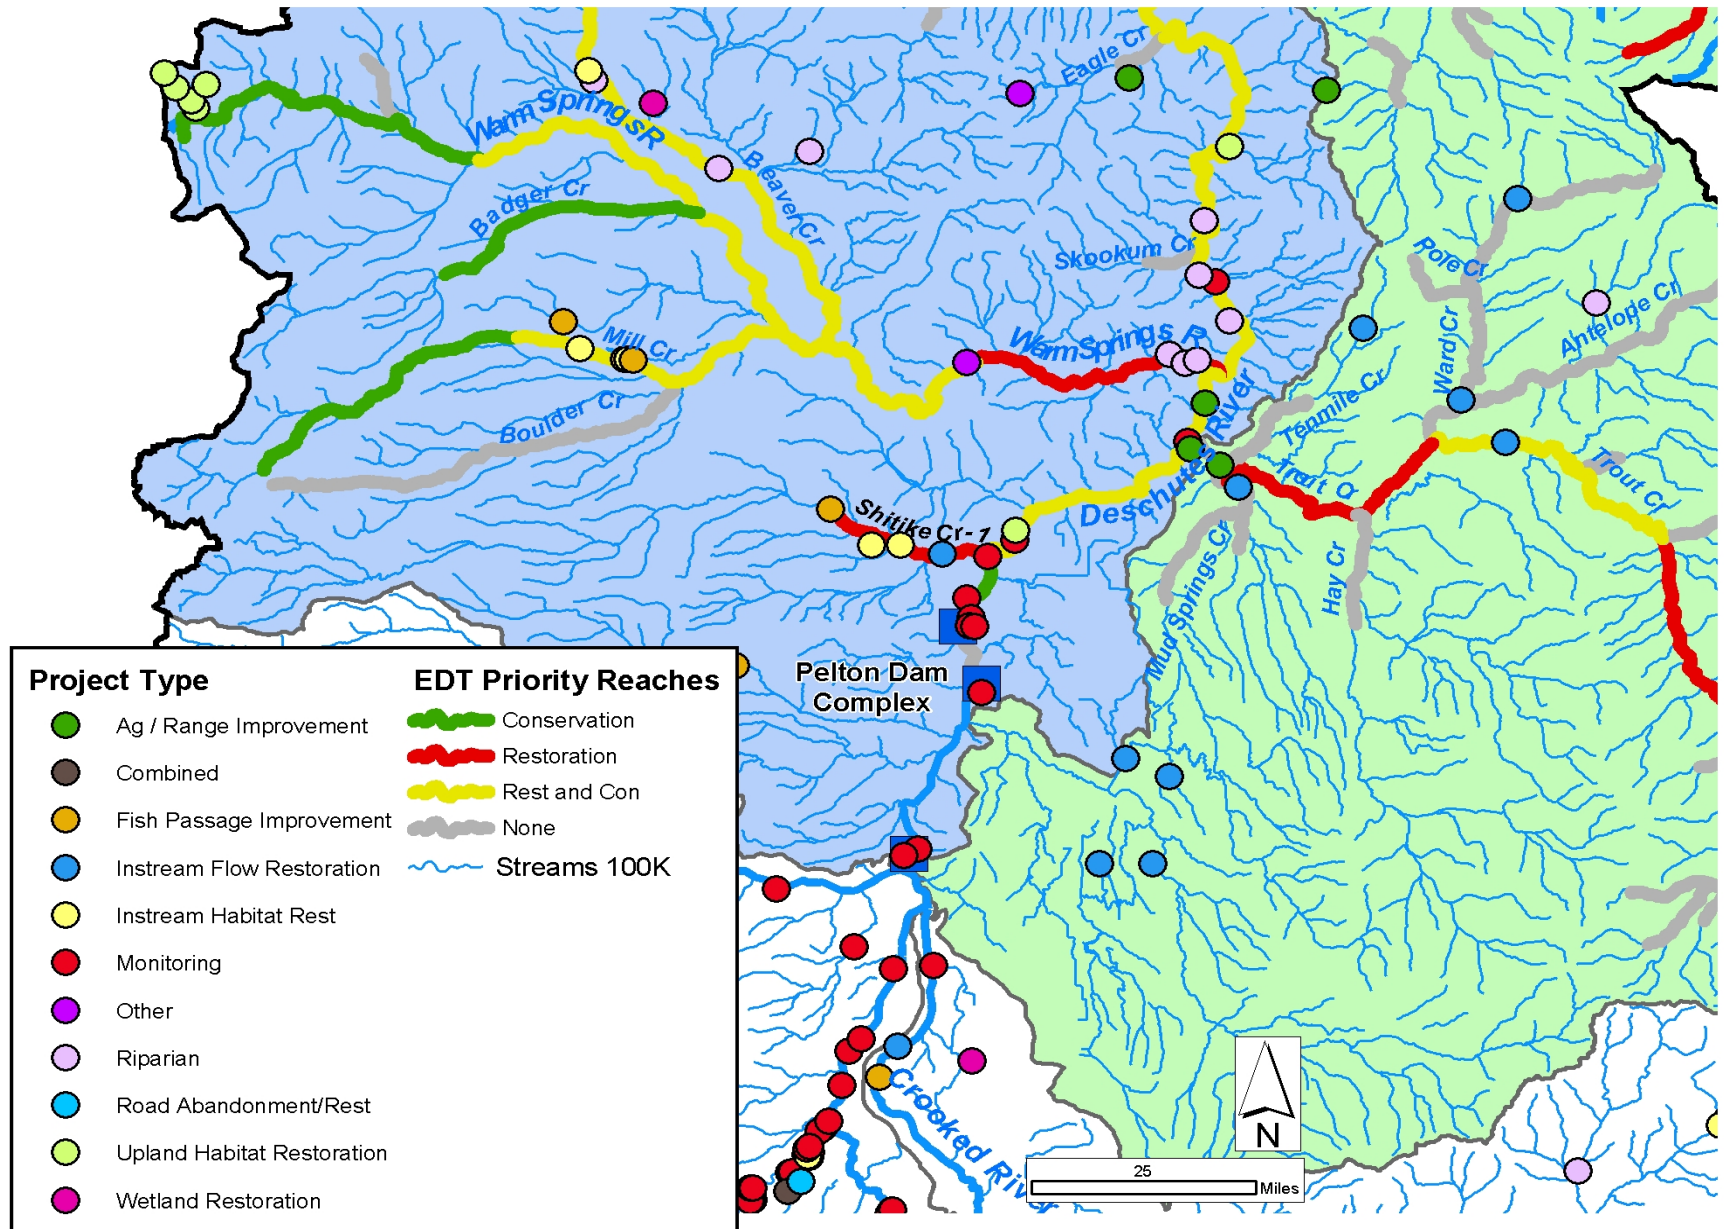 Eagle Cr
Warm Springs R
Beaver Cr
Badger Cr
Skookum Cr
Pole Cr
Antelope Cr
Ward Cr
Warm Springs R
Mill Cr
Boulder Cr
Tenmile Cr
Deschutes River
Trout Cr
Trout Cr
Shitike Cr-1
Mud Springs Cr
Hay Cr
Pelton Dam
Complex
Crooked River
Project Type
Ag / Range Improvement
Combined
Fish Passage Improvement
Instream Flow Restoration
Instream Habitat Rest
Monitoring
Other
Riparian
Road Abandonment/Rest
Upland Habitat Restoration
Wetland Restoration
EDT Priority Reaches
Conservation
Restoration
Rest and Con
None
Streams 100K
N
25
Miles